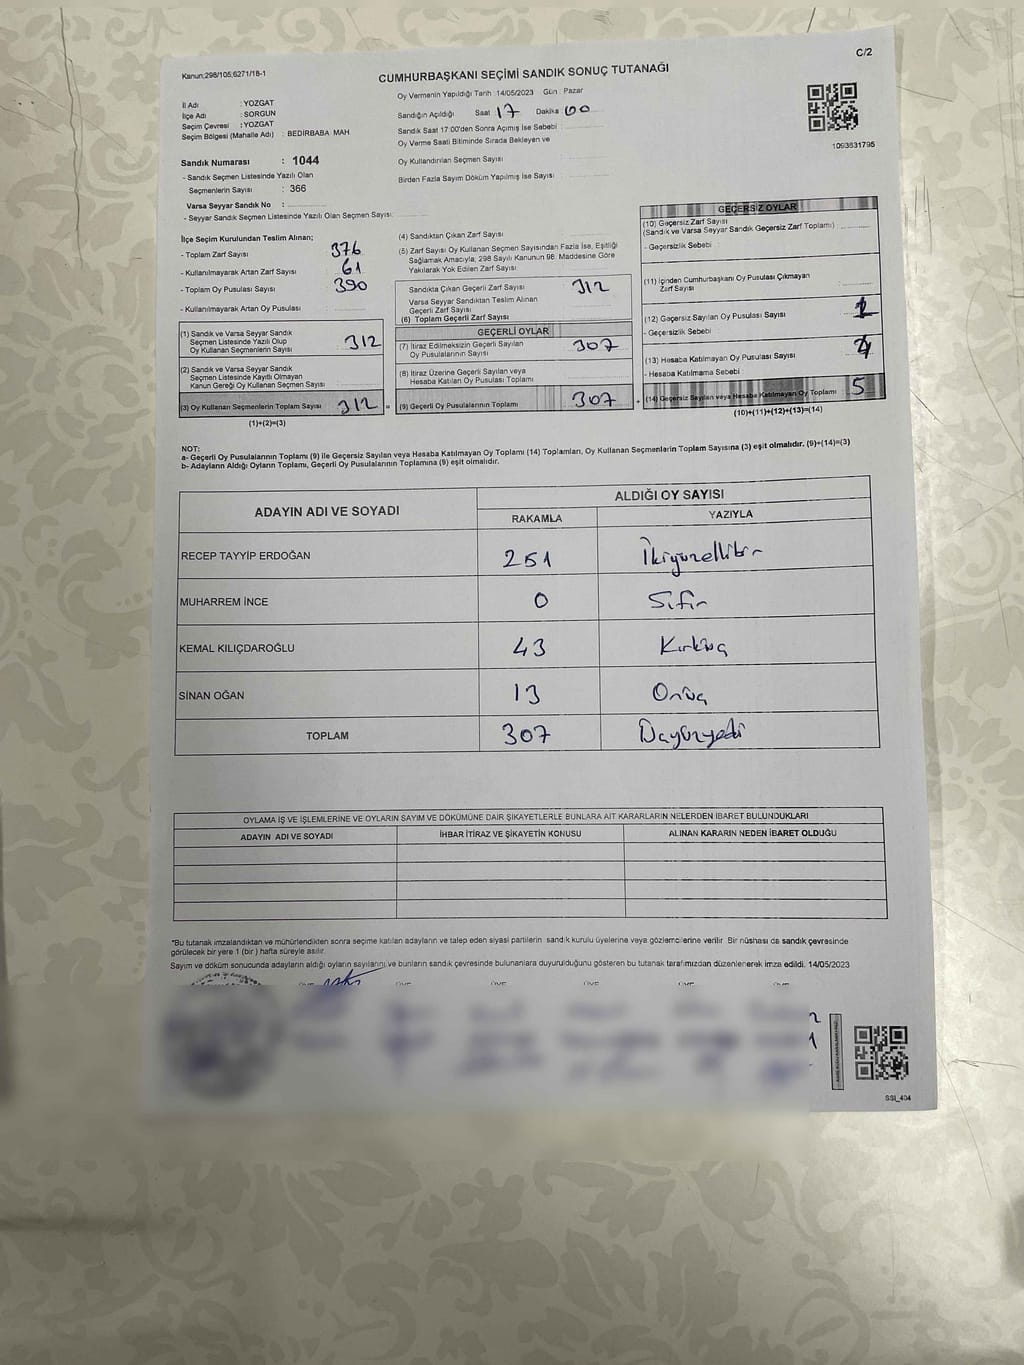 C/2
Kanun:298/105;6271/18-1
CUMHURBAŞKANI SEÇİMİ SANDIK SONUÇ TUTANAĞI
İl Adı : YOZGAT
İlçe Adı : SORGUN
Seçim Çevresi : YOZGAT
Seçim Bölgesi (Mahalle Adı) : BEDİRBABA MAH
Sandık Numarası : 1044
- Sandık Seçmen Listesinde Yazılı Olan
Seçmenlerin Sayısı : 366
Varsa Seyyar Sandık No :
- Seyyar Sandık Seçmen Listesinde Yazılı Olan Seçmen Sayısı:
Oy Vermenin Yapıldığı Tarih :14/05/2023 Gün : Pazar
Sandığın Açıldığı Saat 17 Dakika 00
Sandık Saat 17:00'den Sonra Açımış İse Sebebi :
Oy Verme Saati Bitiminde Sırada Bekleyen ve
Oy Kullandırılan Seçmen Sayısı :
Birden Fazla Sayım Döküm Yapılmış İse Sayısı :
1093631795
İlçe Seçim Kurulundan Teslim Alınan;
- Toplam Zarf Sayısı 376
- Kullanılmayarak Artan Zarf Sayısı 61
- Toplam Oy Pusulası Sayısı 390
- Kullanılmayarak Artan Oy Pusulası
(1) Sandık ve Varsa Seyyar Sandık
Seçmen Listesinde Yazılı Olup
Oy Kullanan Seçmenlerin Sayısı 312
(2) Sandık ve Varsa Seyyar Sandık
Seçmen Listesinde Kayıtlı Olmayan
Kanun Gereği Oy Kullanan Seçmen Sayısı
(3) Oy Kullanan Seçmenlerin Toplam Sayısı 312 =
(1)+(2)=(3)
(4) Sandıktan Çıkan Zarf Sayısı
(5) Zarf Sayısı Oy Kullanan Seçmen Sayısından Fazla İse, Eşitliği
Sağlamak Amacıyla, 298 Sayılı Kanunun 98. Maddesine Göre
Yakılarak Yok Edilen Zarf Sayısı
Sandıkta Çıkan Geçerli Zarf Sayısı 312
Varsa Seyyar Sandıktan Teslim Alınan
Geçerli Zarf Sayısı
(6) Toplam Geçerli Zarf Sayısı
GEÇERLİ OYLAR
(7) İtiraz Edilmeksizin Geçerli Sayılan
Oy Pusulalarının Sayısı 307
(8) İtiraz Üzerine Geçerli Sayılan veya
Hesaba Katılan Oy Pusulası Toplamı
(9) Geçerli Oy Pusulalarının Toplamı 307 +
GEÇERSİZ OYLAR
(10) Geçersiz Zarf Sayısı
(Sandık ve Varsa Seyyar Sandık Geçersiz Zarf Toplamı)
- Geçersizlik Sebebi :
(11) İçinden Cumhurbaşkanı Oy Pusulası Çıkmayan
Zarf Sayısı
(12) Geçersiz Sayılan Oy Pusulası Sayısı
- Geçersizlik Sebebi
(13) Hesaba Katılmayan Oy Pusulası Sayısı
- Hesaba Katılmama Sebebi :
(14) Geçersiz Sayılan veya Hesaba Katılmayan Oy Toplamı 5
(10)+(11)+(12)+(13)=(14)
NOT:
a- Geçerli Oy Pusulalarının Toplamı (9) ile Geçersiz Sayılan veya Hesaba Katılmayan Oy Toplamı (14) Toplamları, Oy Kullanan Seçmenlerin Toplam Sayısına (3) eşit olmalıdır. (9)+(14)=(3)
b- Adayların Aldığı Oyların Toplamı, Geçerli Oy Pusulalarının Toplamına (9) eşit olmalıdır.
ADAYIN ADI VE SOYADI ALDIĞI OY SAYISI
RAKAMLA YAZIYLA
RECEP TAYYİP ERDOĞAN 251 İkiyüzellibir
MUHARREM İNCE 0 Sıfır
KEMAL KILIÇDAROĞLU 43 Kırküç
SİNAN OĞAN 13 Onüç
TOPLAM 307 Üçyüzyedi
OYLAMA İŞ VE İŞLEMLERİNE VE OYLARIN SAYIM VE DÖKÜMÜNE DAİR ŞİKAYETLERLE BUNLARA AİT KARARLARIN NELERDEN İBARET BULUNDUKLARI
ADAYIN ADI VE SOYADI İHBAR İTİRAZ VE ŞİKAYETİN KONUSU ALINAN KARARIN NEDEN İBARET OLDUĞU
*Bu tutanak imzalandıktan ve mühürlendikten sonra seçime katılan adayların ve talep eden siyasi partilerin sandık kurulu üyelerine veya gözlemcilerine verilir. Bir nüshası da sandık çevresinde
görülecek bir yere 1 (bir) hafta süreyle asılır.
Sayım ve döküm sonucunda adayların aldığı oyların sayılarını ve bunların sandık çevresinde bulunanlara duyurulduğunu gösteren bu tutanak tarafımızdan düzenlenerek imza edildi. 14/05/2023
SSI_404